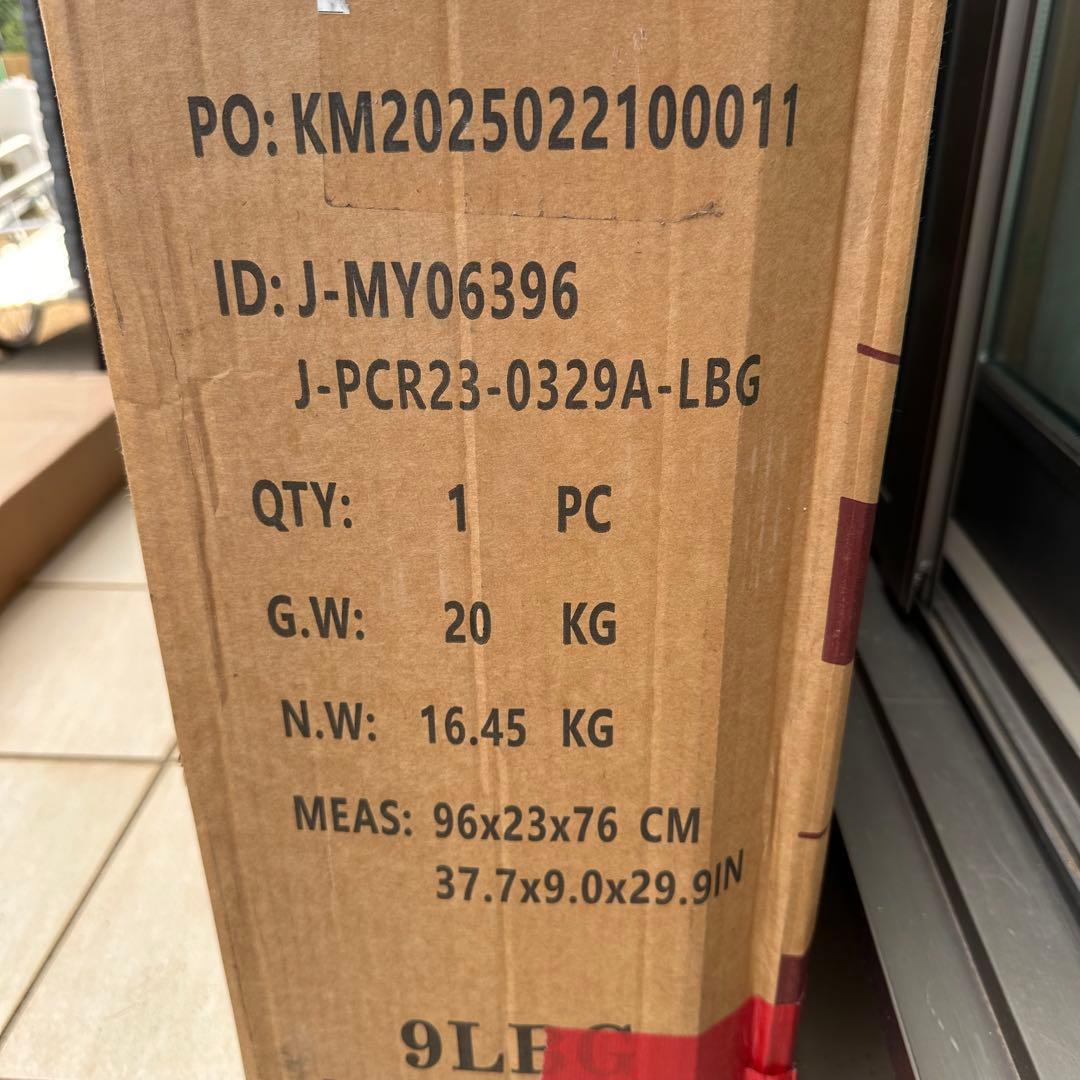 PO: KM2025022100011
ID: J-MY06396
J-PCR23-0329A-LBG
QTY: 1 PC
G.W: 20 KG
N.W: 16.45 KG
MEAS: 96x23x76 CM
37.7x9.0x29.9IN
9LBG